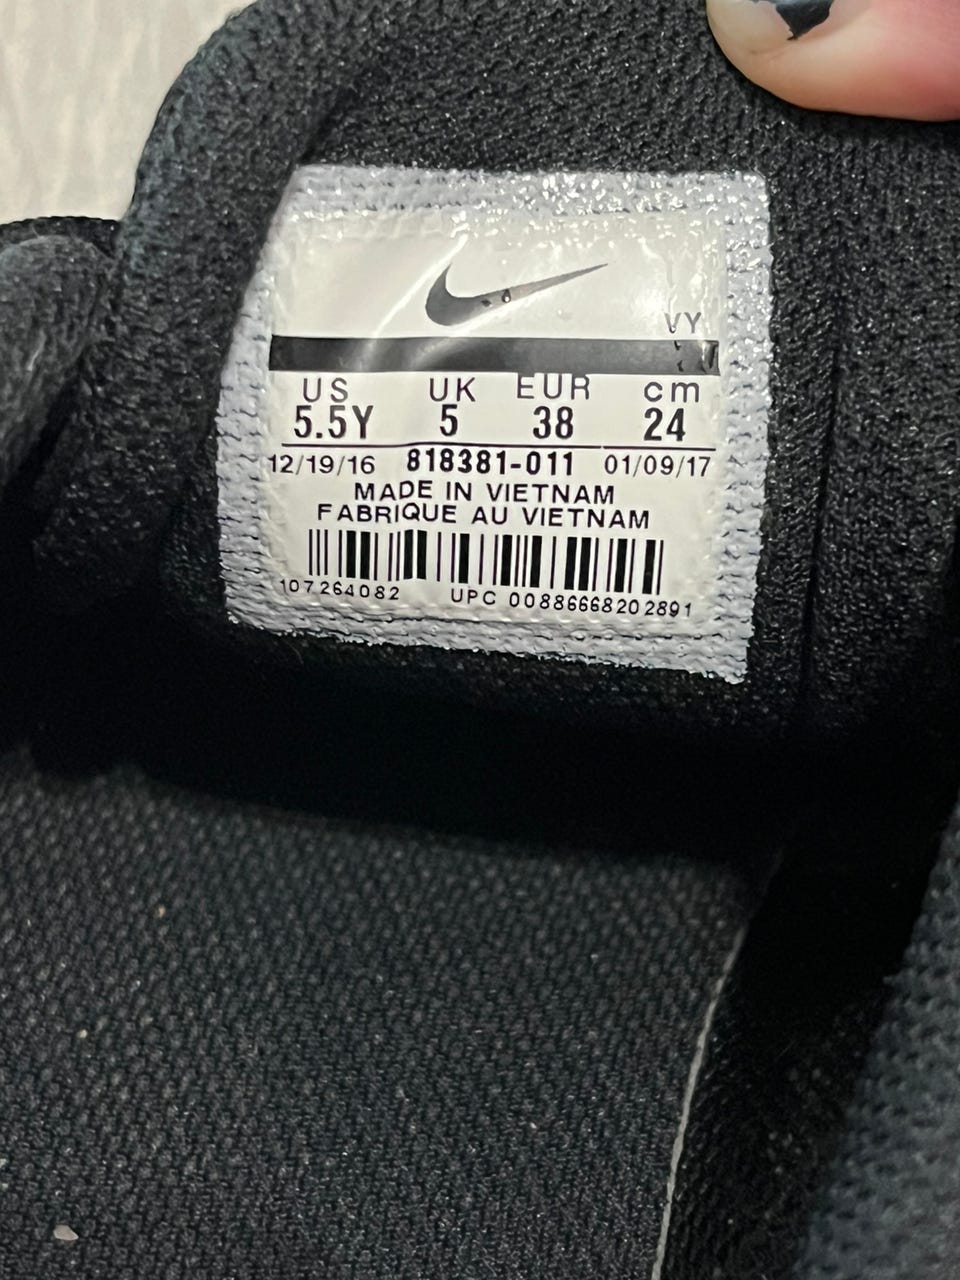 VY
US UK EUR cm
5.5Y 5 38 24
12/19/16 818381-011 01/09/17
MADE IN VIETNAM
FABRIQUE AU VIETNAM
107264082 UPC 00886668202891